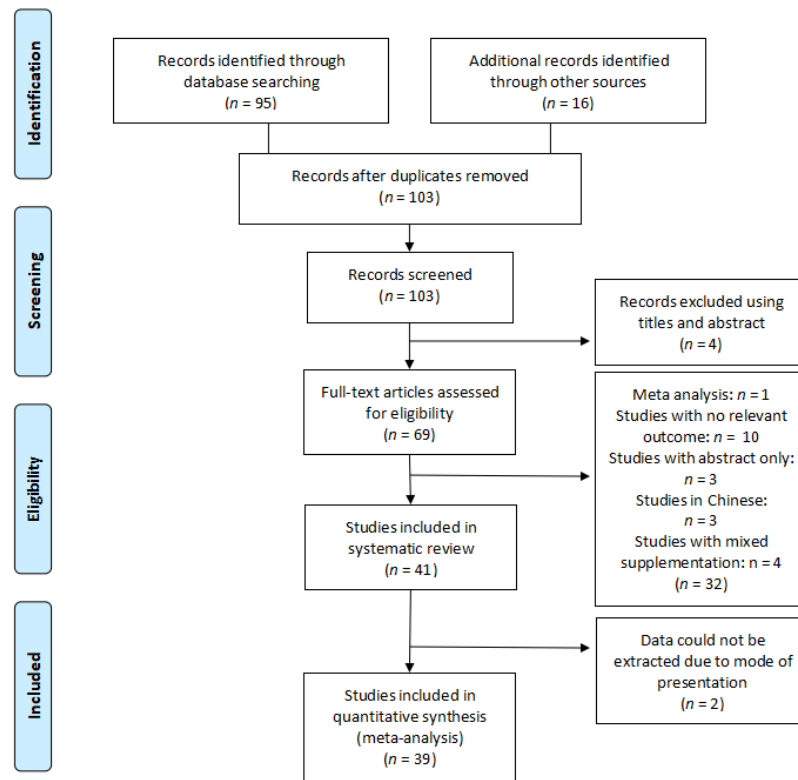 Identification
Records identified through
database searching
(n = 95)
Additional records identified
through other sources
(n = 16)
Records after duplicates removed
(n = 103)
Screening
Records screened
(n = 103)
Records excluded using
titles and abstract
(n = 4)
Eligibility
Full-text articles assessed
for eligibility
(n = 69)
Meta analysis: n = 1
Studies with no relevant
outcome: n = 10
Studies with abstract only:
n = 3
Studies in Chinese:
n = 3
Studies with mixed
supplementation: n = 4
(n = 32)
Studies included in
systematic review
(n = 41)
Included
Data could not be
extracted due to mode of
presentation
(n = 2)
Studies included in
quantitative synthesis
(meta-analysis)
(n = 39)